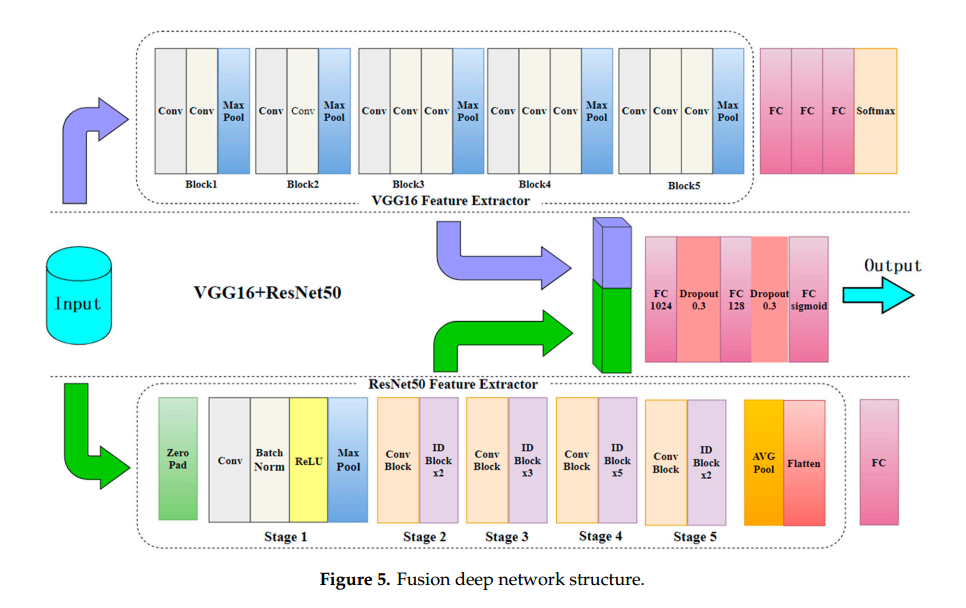 Conv Conv Max Pool Conv Conv Max Pool Conv Conv Conv Max Pool Conv Conv Conv Max Pool Conv Conv Conv Max Pool FC FC FC Softmax
Block1 Block2 Block3 Block4 Block5
VGG16 Feature Extractor
Input
VGG16+ResNet50
FC 1024 Dropout 0.3 FC 128 Dropout 0.3 FC sigmoid
Output
ResNet50 Feature Extractor
Zero Pad Conv Batch Norm ReLU Max Pool Conv Block ID Block x2 Conv Block ID Block x3 Conv Block ID Block x5 Conv Block ID Block x2 AVG Pool Flatten FC
Stage 1 Stage 2 Stage 3 Stage 4 Stage 5
Figure 5. Fusion deep network structure.